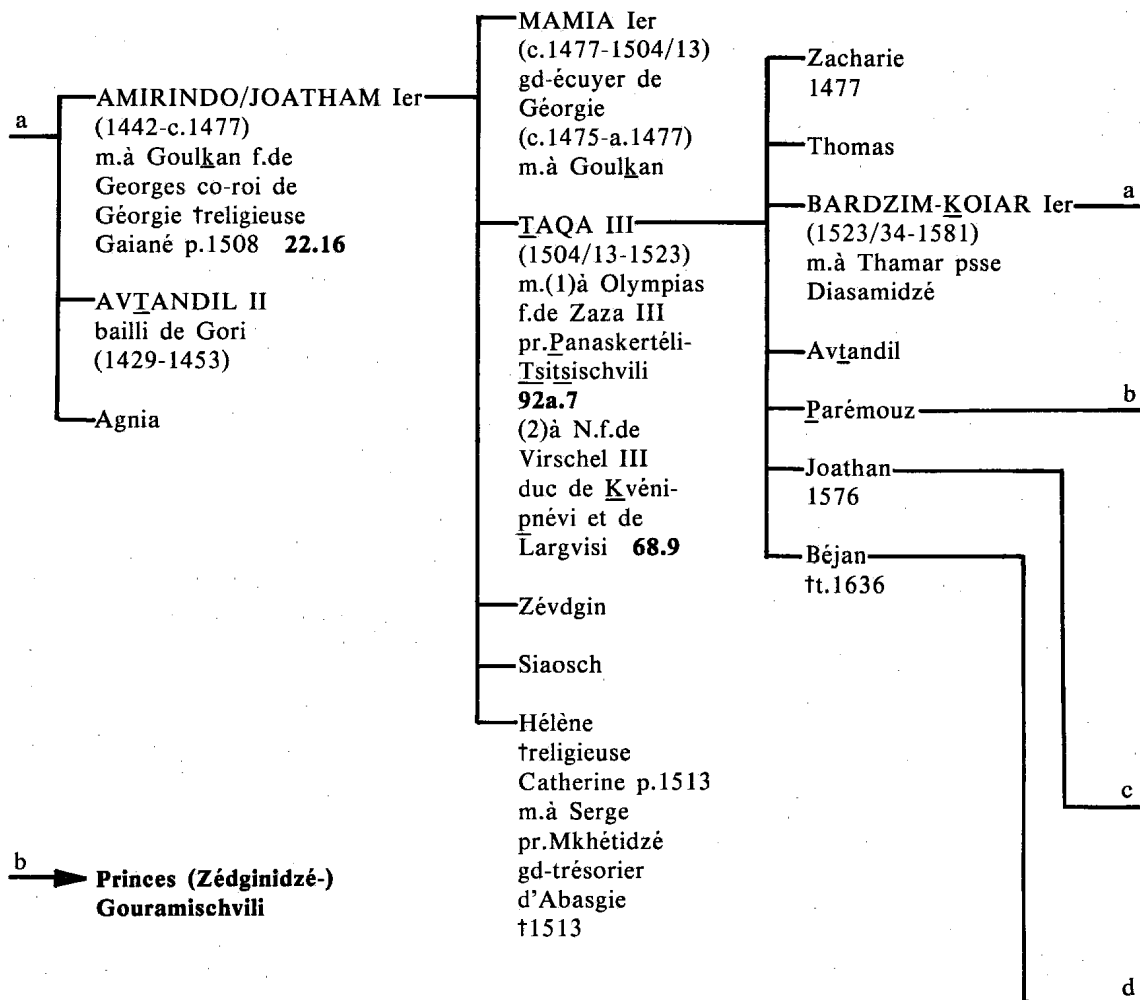 a
AMIRINDO/JOATHAM Ier
(1442-c.1477)
m.à Goulkan f.de
Georges co-roi de
Géorgie †religieuse
Gaiané p.1508 22.16
AVTANDIL II
bailli de Gori
(1429-1453)
Agnia
b
Princes (Zédginidzé-)
Gouramischvili
MAMIA Ier
(c.1477-1504/13)
gd-écuyer de
Géorgie
(c.1475-a.1477)
m.à Goulkan
TAQA III
(1504/13-1523)
m.(1)à Olympias
f.de Zaza III
pr.Panaskertéli-
Tsitsischvili
92a.7
(2)à N.f.de
Virschel III
duc de Kvéni-
pnévi et de
Largvisi 68.9
Zévdgin
Siaosch
Hélène
†religieuse
Catherine p.1513
m.à Serge
pr.Mkhétidzé
gd-trésorier
d'Abasgie
†1513
Zacharie
1477
Thomas
BARDZIM-KOIAR Ier
(1523/34-1581)
m.à Thamar psse
Diasamidzé
Avtandil
Parémouz
Joathan
1576
Béjan
†t.1636
a
b
c
d